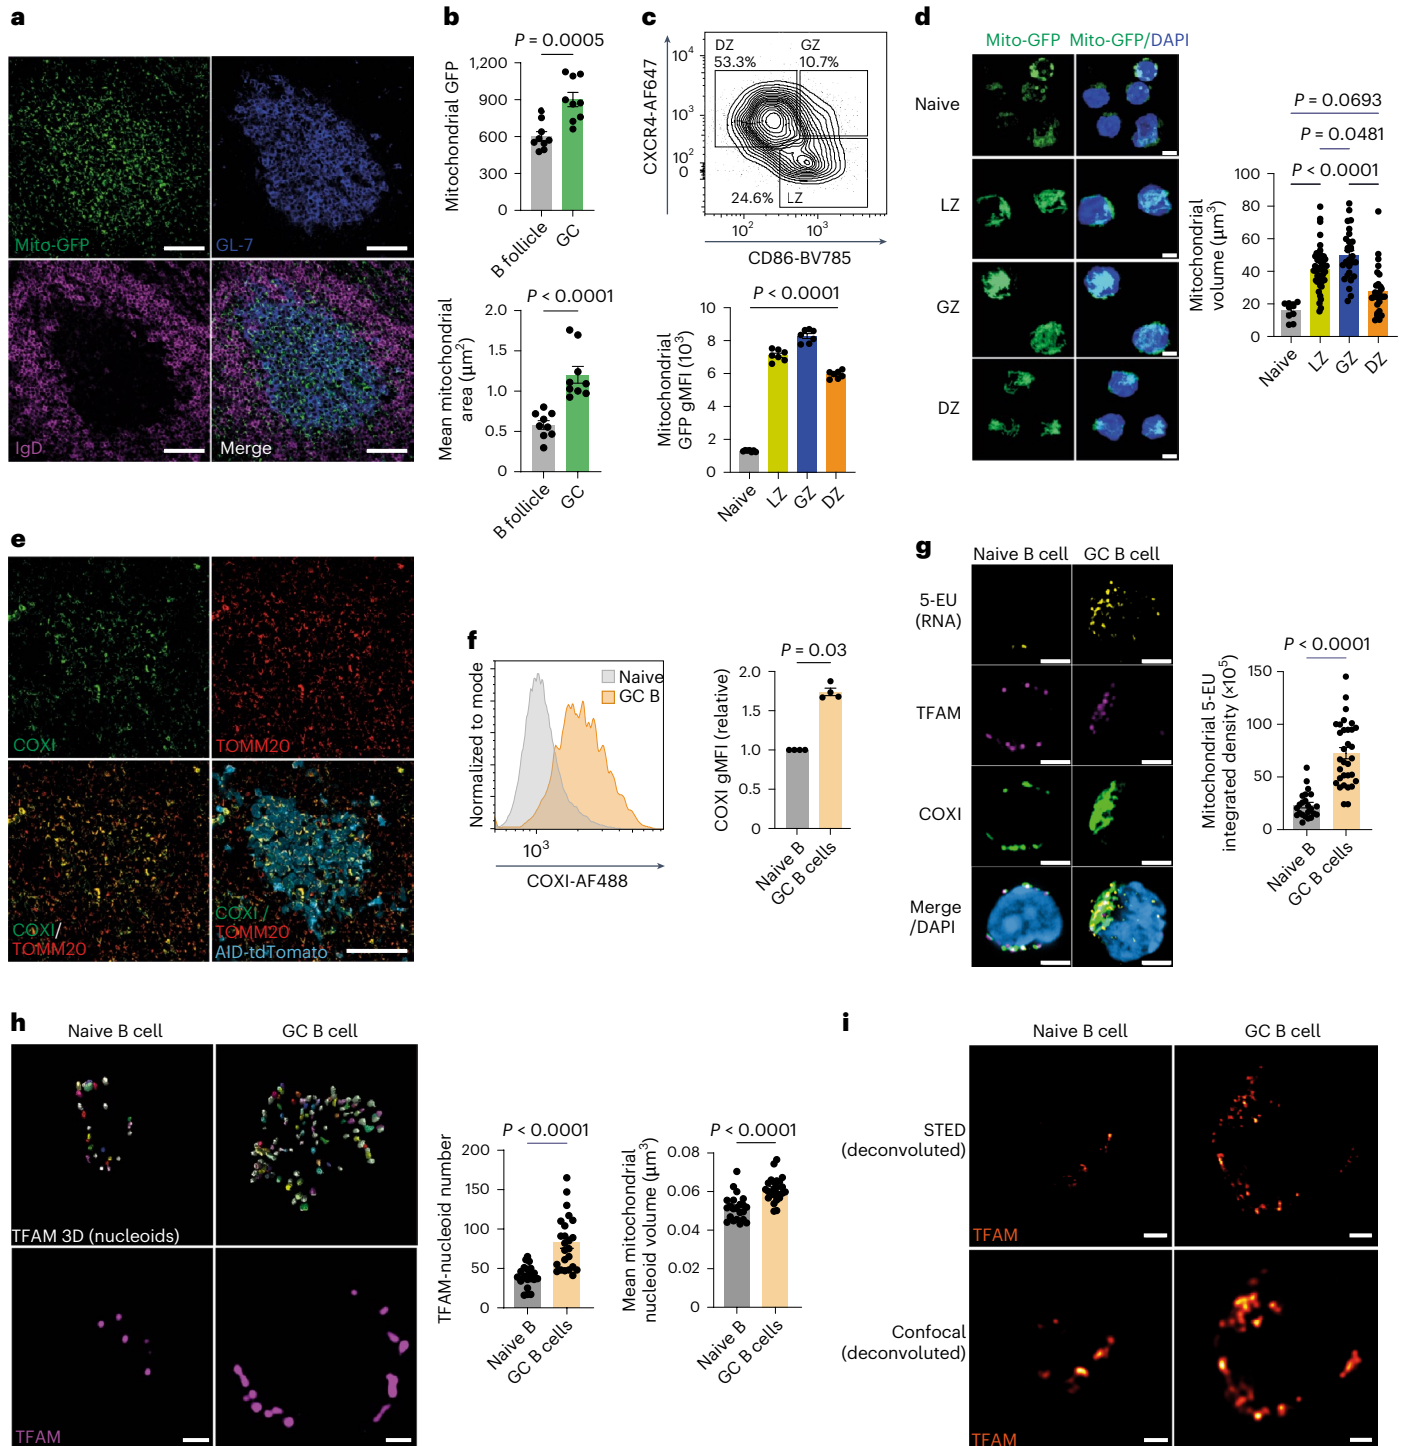 a
Mito-GFP
GL-7
IgD
Merge
b
P = 0.0005
Mitochondrial GFP
1,200
900
600
300
0
B follicle
GC
P < 0.0001
Mean mitochondrial
area (μm²)
2.0
1.5
1.0
0.5
0
B follicle
GC
c
CXCR4-AF647
10⁴
10³
10²
0
DZ
53.3%
GZ
10.7%
24.6%
LZ
10²
10³
CD86-BV785
P < 0.0001
Mitochondrial
GFP gMFI (10³)
10
8
6
4
2
0
Naive
LZ
GZ
DZ
d
Mito-GFP
Mito-GFP/DAPI
Naive
LZ
GZ
DZ
P = 0.0693
P = 0.0481
P < 0.0001
Mitochondrial
volume (μm³)
100
80
60
40
20
0
Naive
LZ
GZ
DZ
e
COXI
TOMM20
COXI/
TOMM20
COXI /
TOMM20
AID-tdTomato
f
Normalized to mode
Naive
GC B
10³
COXI-AF488
P = 0.03
COXI gMFI (relative)
2.0
1.5
1.0
0.5
0
Naive B
GC B cells
g
Naive B cell
GC B cell
5-EU
(RNA)
TFAM
COXI
Merge
/DAPI
P < 0.0001
Mitochondrial 5-EU
integrated density (×10⁵)
150
100
50
0
Naive B
GC B cells
h
Naive B cell
GC B cell
TFAM 3D (nucleoids)
TFAM
P < 0.0001
TFAM-nucleoid number
200
150
100
50
0
Naive B
GC B cells
P < 0.0001
Mean mitochondrial
nucleoid volume (μm³)
0.08
0.06
0.04
0.02
0
Naive B
GC B cells
i
Naive B cell
GC B cell
STED
(deconvoluted)
TFAM
Confocal
(deconvoluted)
TFAM